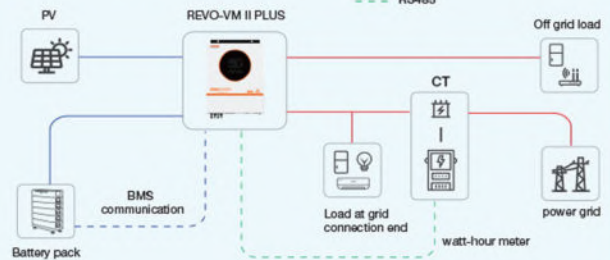 RS485
PV
REVO-VM II PLUS
Off grid load
CT
BMS
communication
Load at grid
connection end
power grid
Battery pack
watt-hour meter